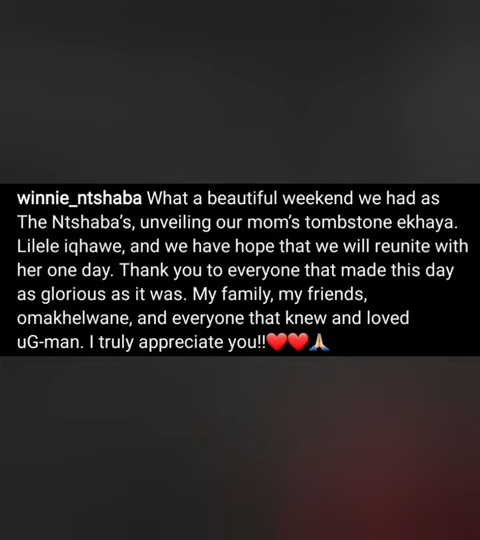 winnie_ntshaba What a beautiful weekend we had as
The Ntshaba’s, unveiling our mom’s tombstone ekhaya.
Lilele iqhawe, and we have hope that we will reunite with
her one day. Thank you to everyone that made this day
as glorious as it was. My family, my friends,
omakhelwane, and everyone that knew and loved
uG-man. I truly appreciate you!!❤️❤️🙏🏼